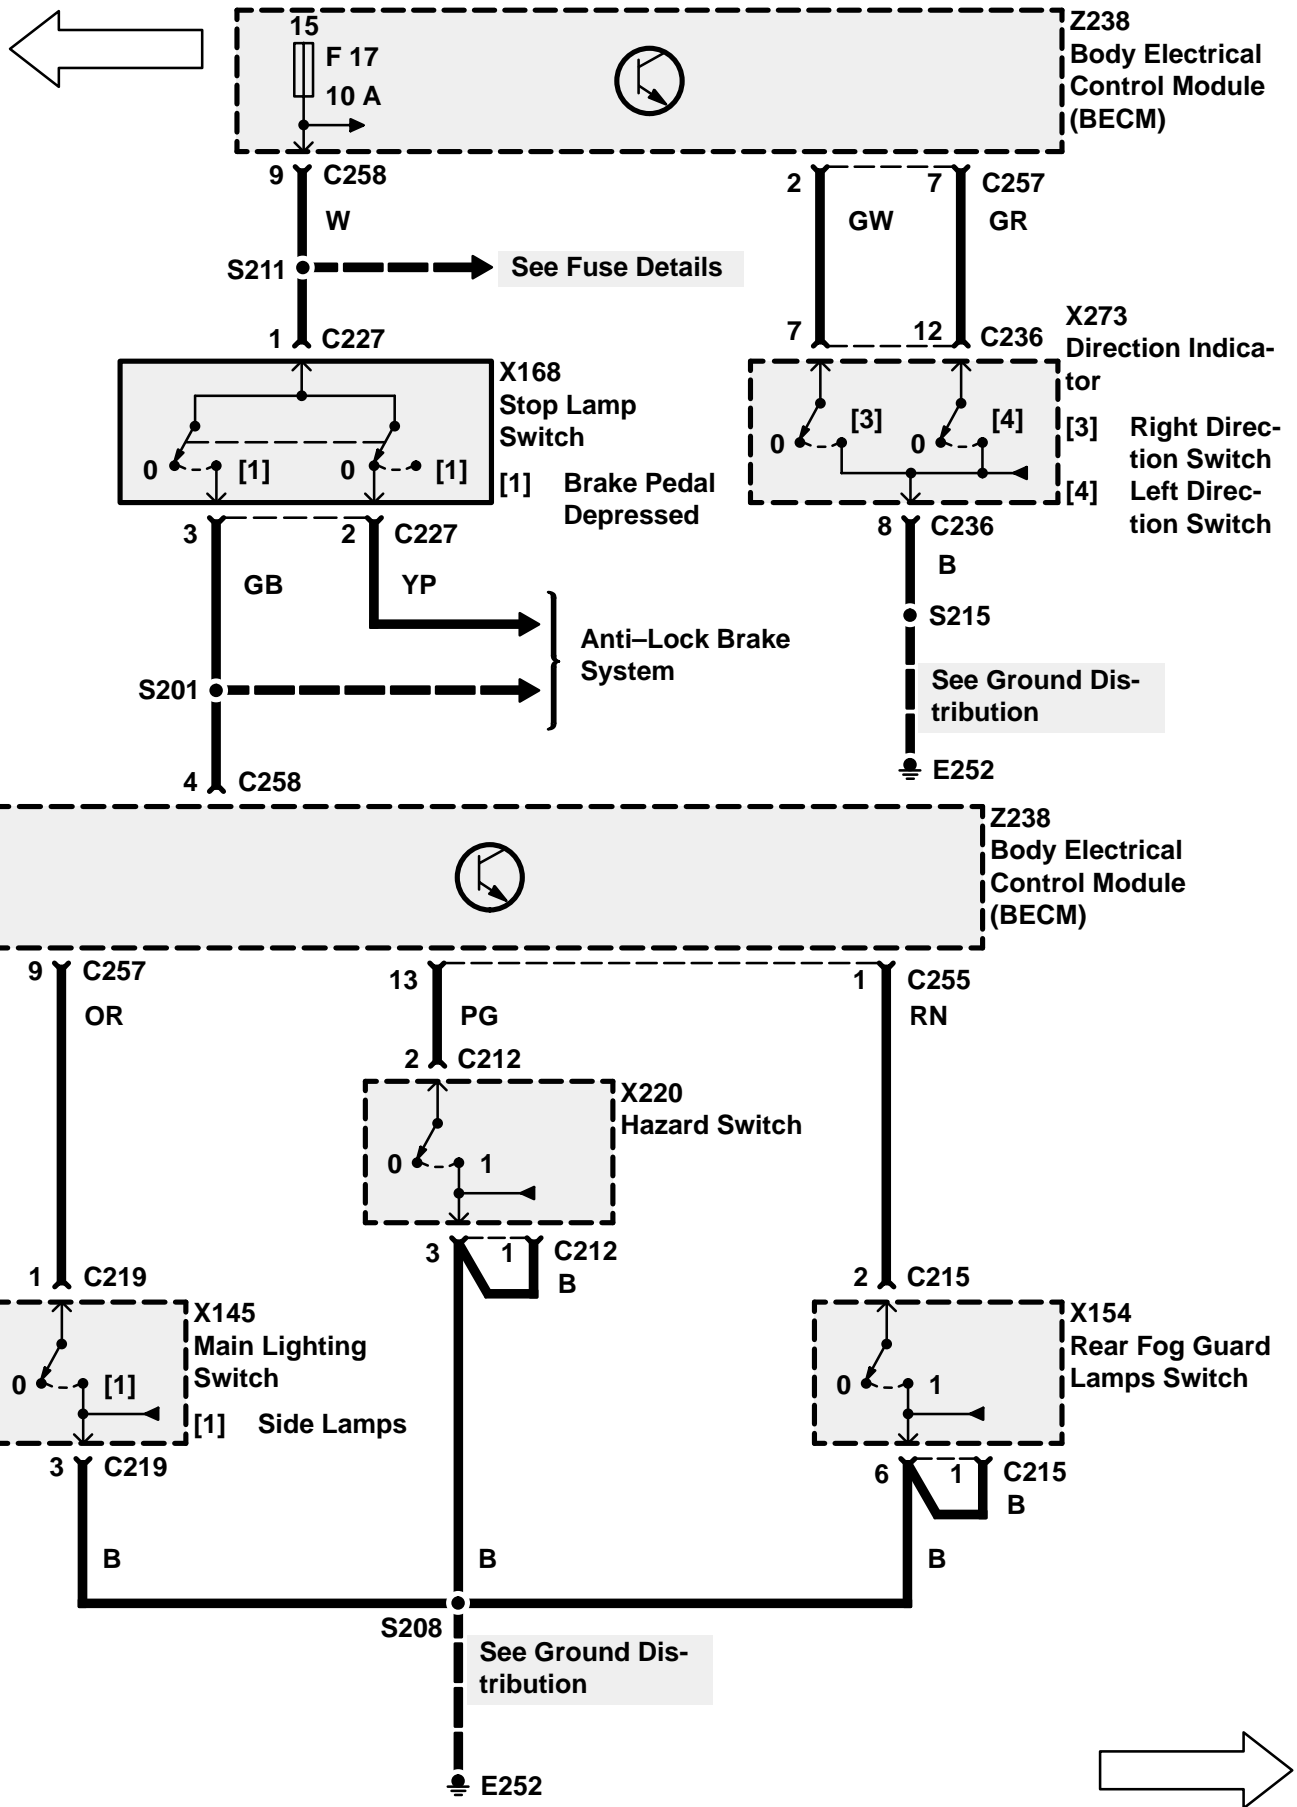 15
F 17
10 A
Z238
Body Electrical
Control Module
(BECM)
9 C258
2 7 C257
W
GW GR
S211
See Fuse Details
1 C227
7 12 C236
X273
Direction Indica-
tor
[3] Right Direc-
tion Switch
[4] Left Direc-
tion Switch
X168
Stop Lamp
Switch
[1] Brake Pedal
Depressed
0 [1] 0 [1]
0 [3] 0 [4]
3 2 C227
8 C236
B
GB YP
S215
Anti–Lock Brake
System
S201
See Ground Dis-
tribution
E252
4 C258
Z238
Body Electrical
Control Module
(BECM)
9 C257
13 1 C255
OR PG RN
2 C212
X220
Hazard Switch
0 1
3 1 C212
B
1 C219
2 C215
X145
Main Lighting
Switch
[1] Side Lamps
0 [1]
X154
Rear Fog Guard
Lamps Switch
0 1
3 C219
6 1 C215
B
B B B
S208
See Ground Dis-
tribution
E252